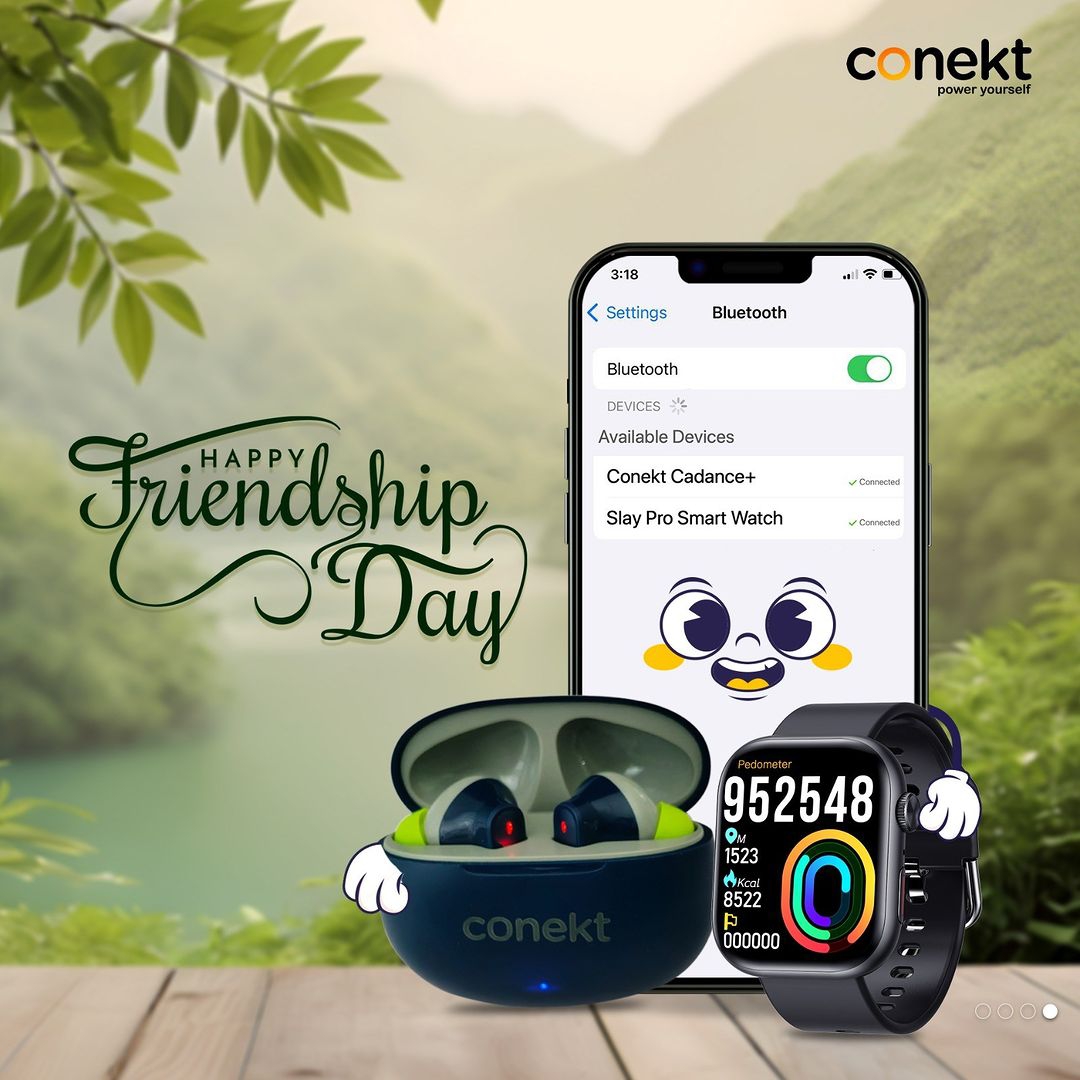 conekt
power yourself
HAPPY
Friendship
Day
3:18
Settings
Bluetooth
Bluetooth
DEVICES
Available Devices
Conekt Cadance+
Connected
Slay Pro Smart Watch
Connected
conekt
Pedometer
952548
M
1523
Kcal
8522
000000